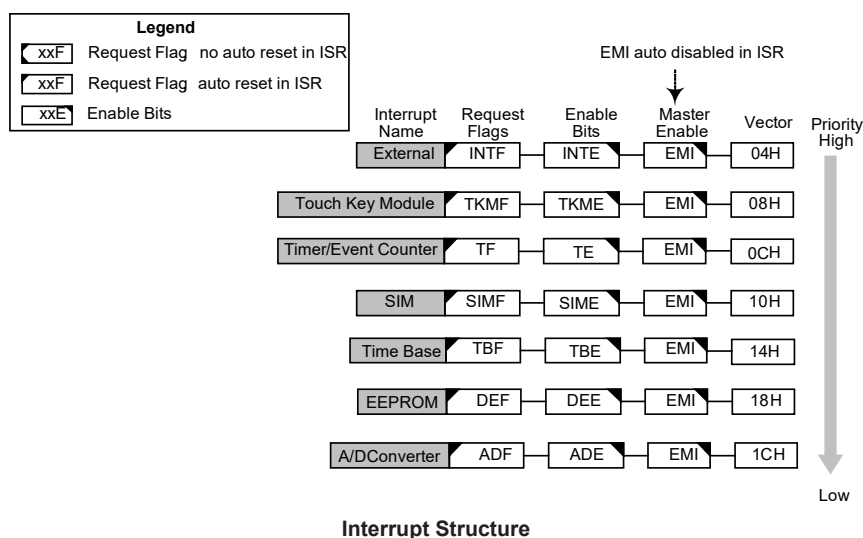 Legend
xxF Request Flag no auto reset in ISR
xxF Request Flag auto reset in ISR
xxE Enable Bits
EMI auto disabled in ISR
Interrupt Name Request Flags Enable Bits Master Enable Vector Priority High
External INTF INTE EMI 04H
Touch Key Module TKMF TKME EMI 08H
Timer/Event Counter TF TE EMI 0CH
SIM SIMF SIME EMI 10H
Time Base TBF TBE EMI 14H
EEPROM DEF DEE EMI 18H
A/DConverter ADF ADE EMI 1CH
Low
Interrupt Structure